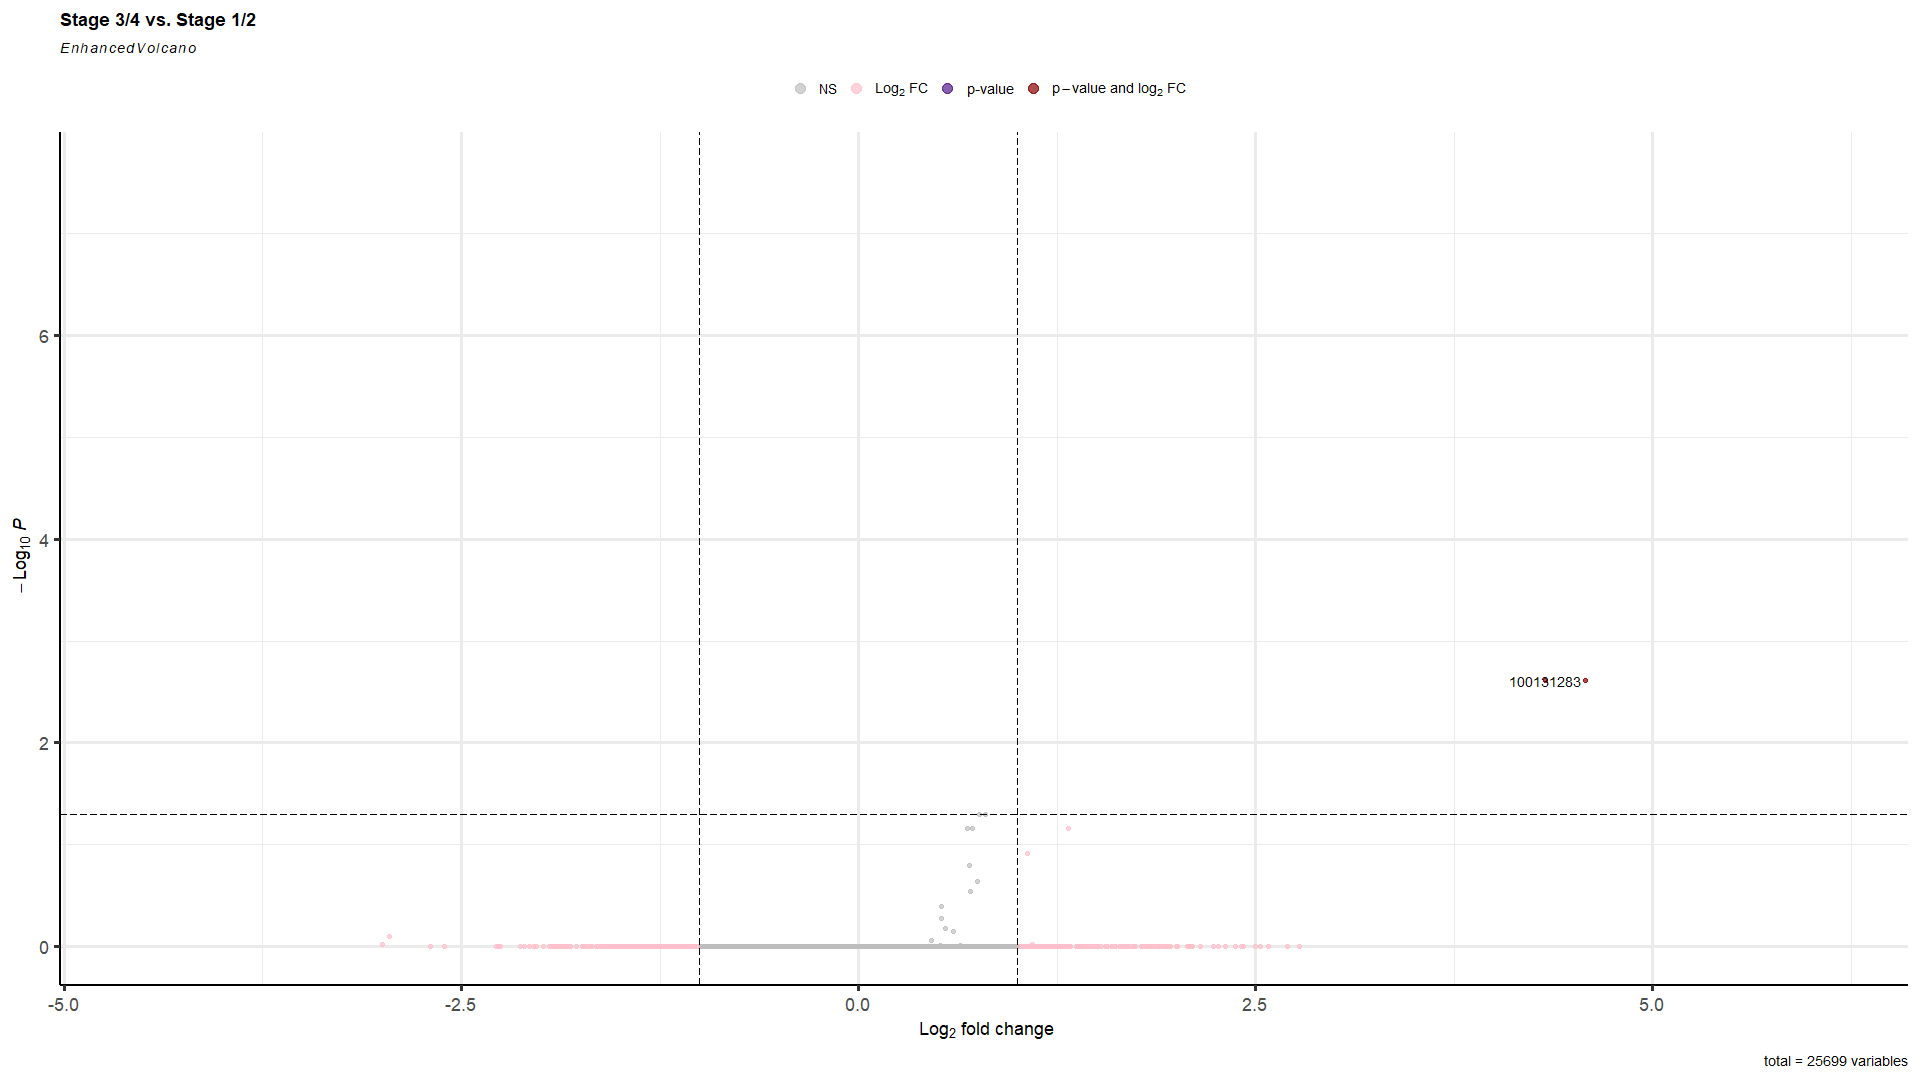 Stage 3/4 vs. Stage 1/2
EnhancedVolcano
NS Log₂ FC p-value p−value and log₂ FC
−Log₁₀ P
6
4
2
0
100131283
-5.0 -2.5 0.0 2.5 5.0
Log₂ fold change
total = 25699 variables